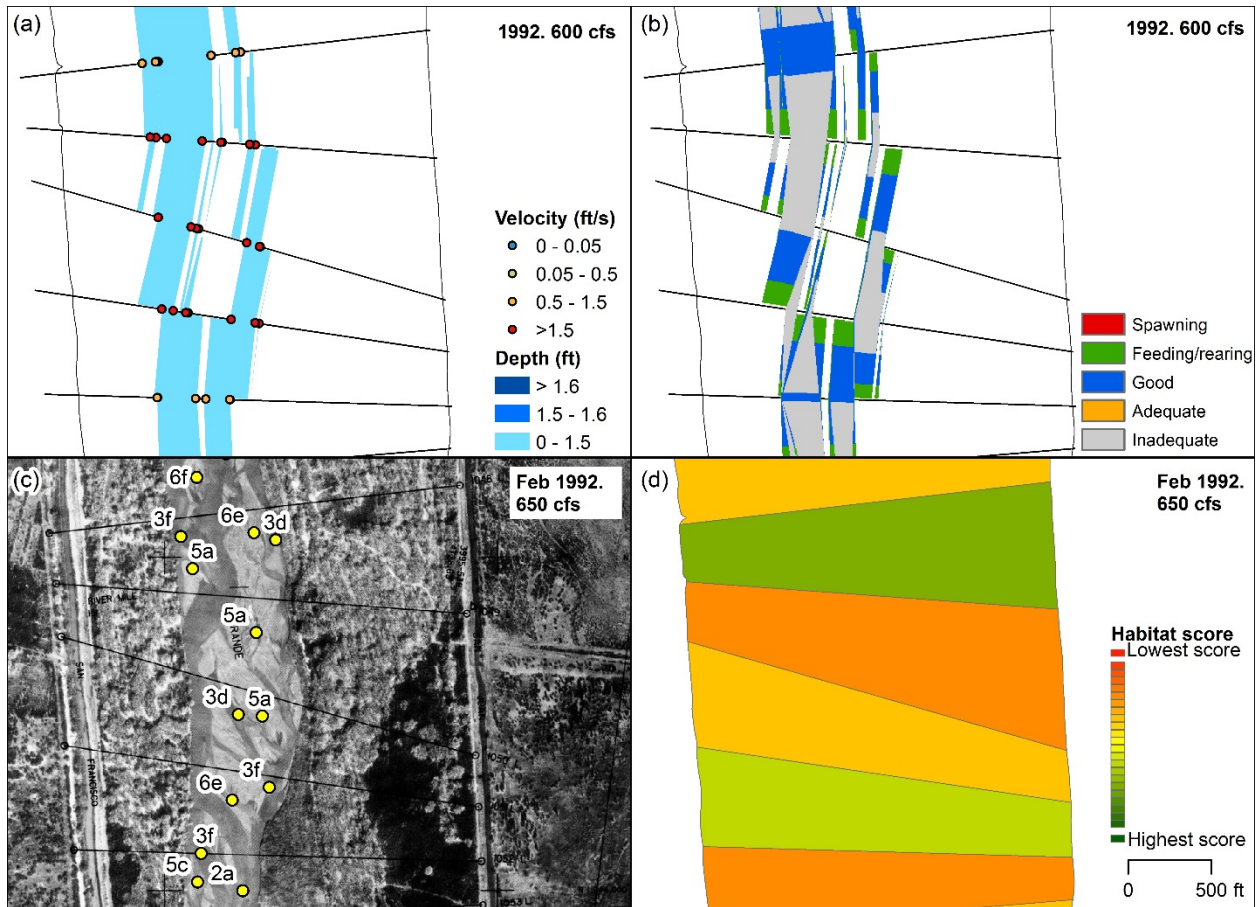 (a)
1992. 600 cfs
Velocity (ft/s)
0 - 0.05
0.05 - 0.5
0.5 - 1.5
>1.5
Depth (ft)
> 1.6
1.5 - 1.6
0 - 1.5
(b)
1992. 600 cfs
Spawning
Feeding/rearing
Good
Adequate
Inadequate
(c)
Feb 1992.
650 cfs
6f
3f
6e
3d
5a
RIVER MILE
5a
RANDE
SAN
3d
5a
1050
3f
6e
FRANCISCO
3f
1052
5c
2a
1053
(d)
Feb 1992.
650 cfs
Habitat score
Lowest score
Highest score
0
500 ft